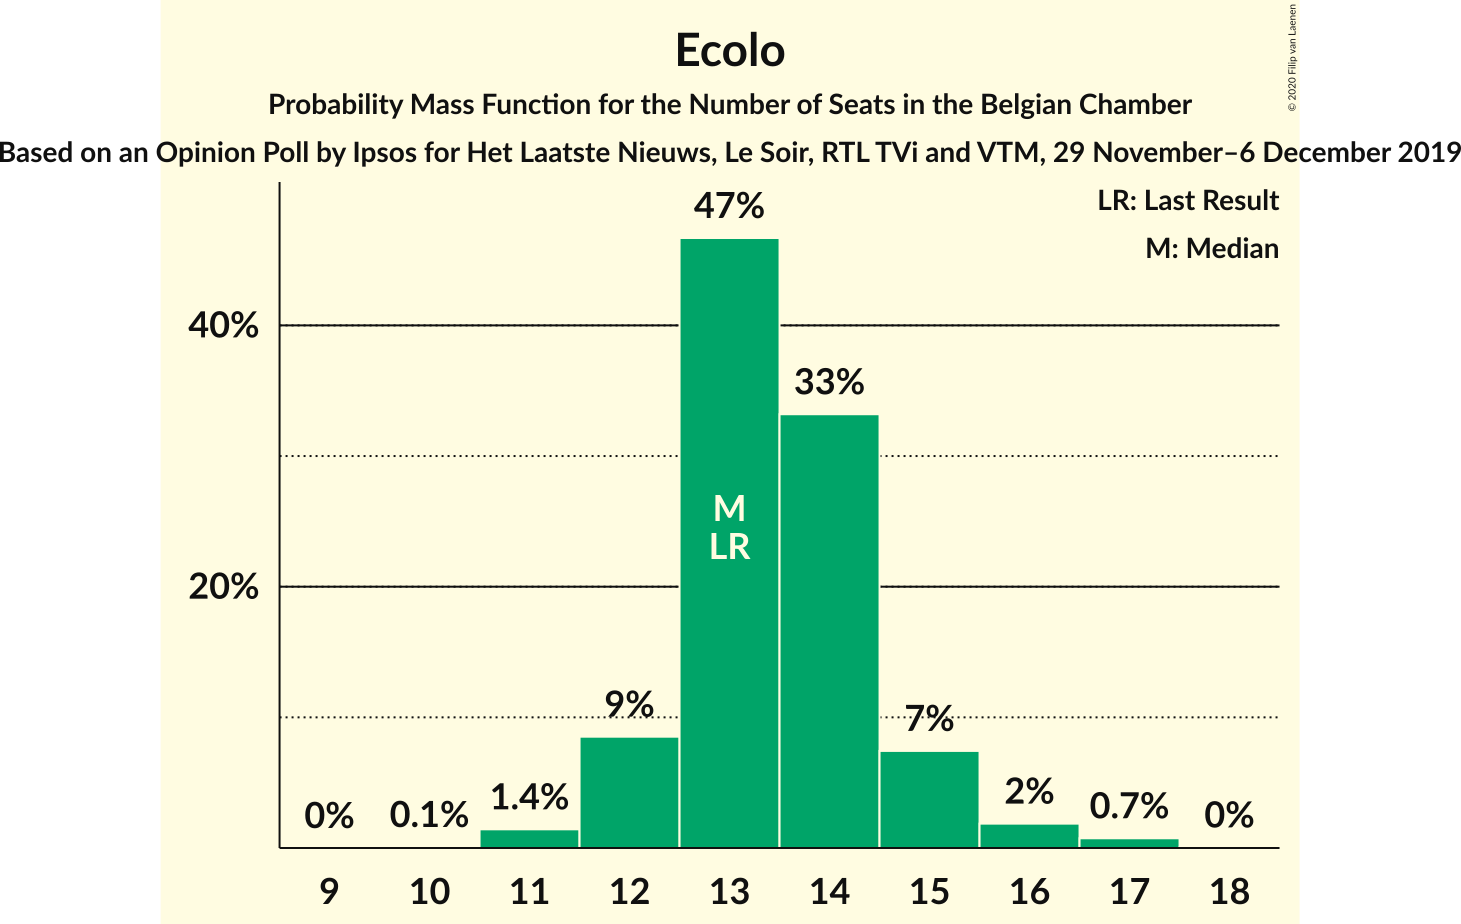 Ecolo
Probability Mass Function for the Number of Seats in the Belgian Chamber
Based on an Opinion Poll by Ipsos for Het Laatste Nieuws, Le Soir, RTL TVi and VTM, 29 November–6 December 2019
© 2020 Filip van Laenen
LR: Last Result
M: Median
40%
20%
0%
0.1%
1.4%
9%
47%
33%
7%
2%
0.7%
0%
M
LR
9 10 11 12 13 14 15 16 17 18